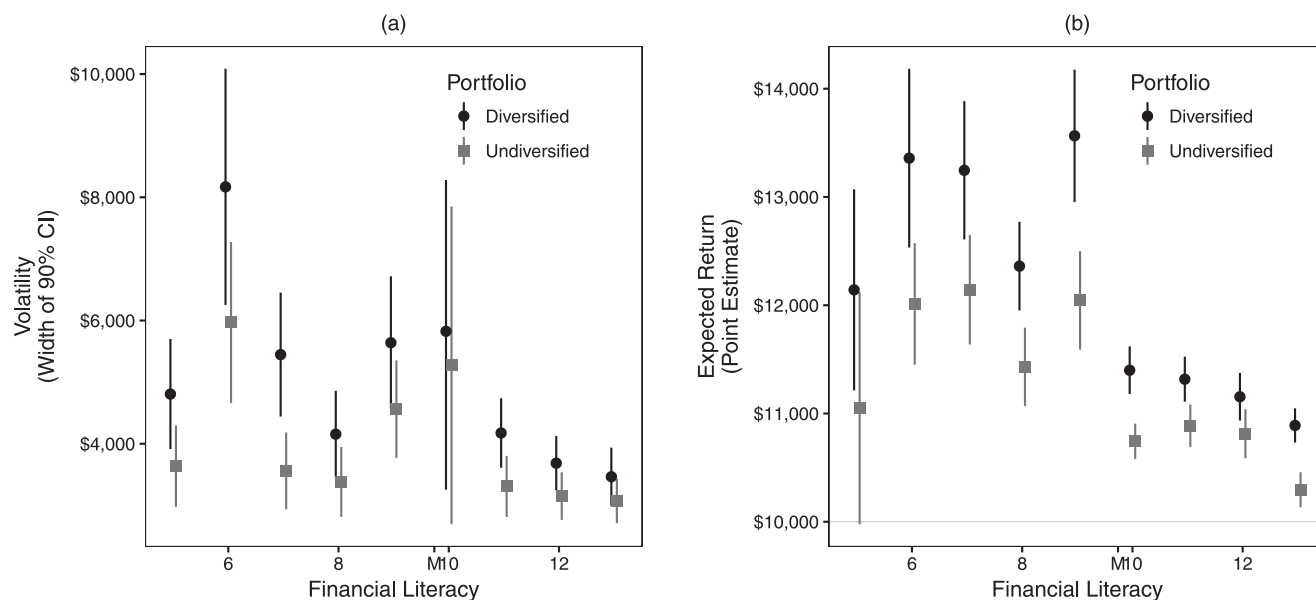 (a)
$10,000
$8,000
$6,000
$4,000
Volatility
(Width of 90% CI)
Portfolio
Diversified
Undiversified
6
8
M
10
12
Financial Literacy
(b)
$14,000
$13,000
$12,000
$11,000
$10,000
Expected Return
(Point Estimate)
Portfolio
Diversified
Undiversified
6
8
M
10
12
Financial Literacy